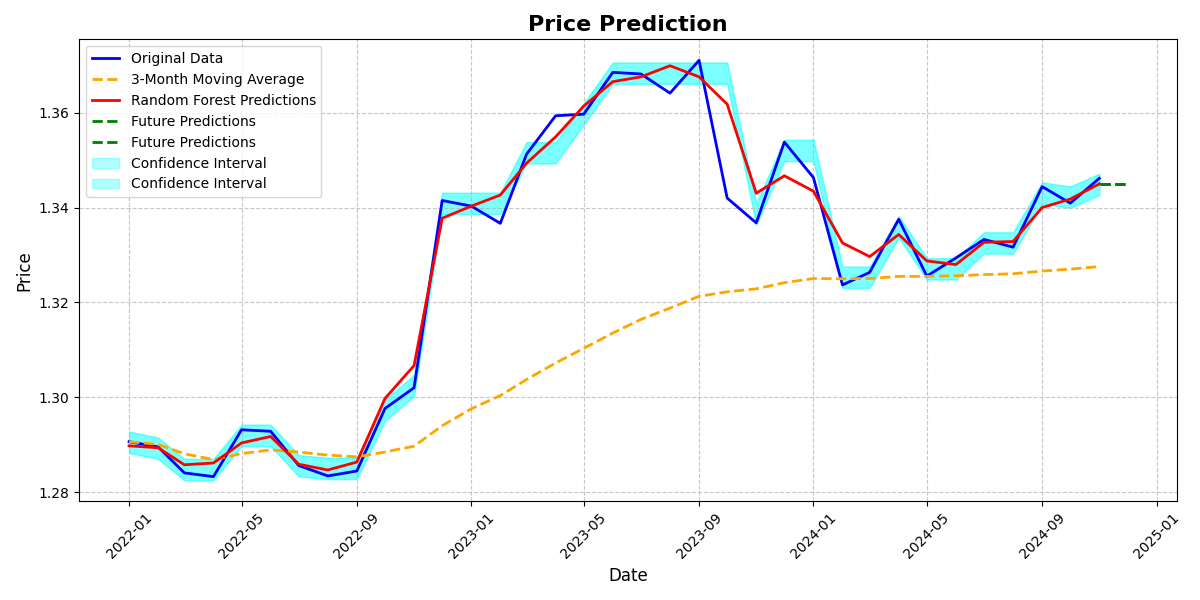 Price Prediction
Original Data
3-Month Moving Average
Random Forest Predictions
Future Predictions
Future Predictions
Confidence Interval
Confidence Interval
Price
1.36
1.34
1.32
1.30
1.28
2022-01
2022-05
2022-09
2023-01
2023-05
2023-09
2024-01
2024-05
2024-09
2025-01
Date